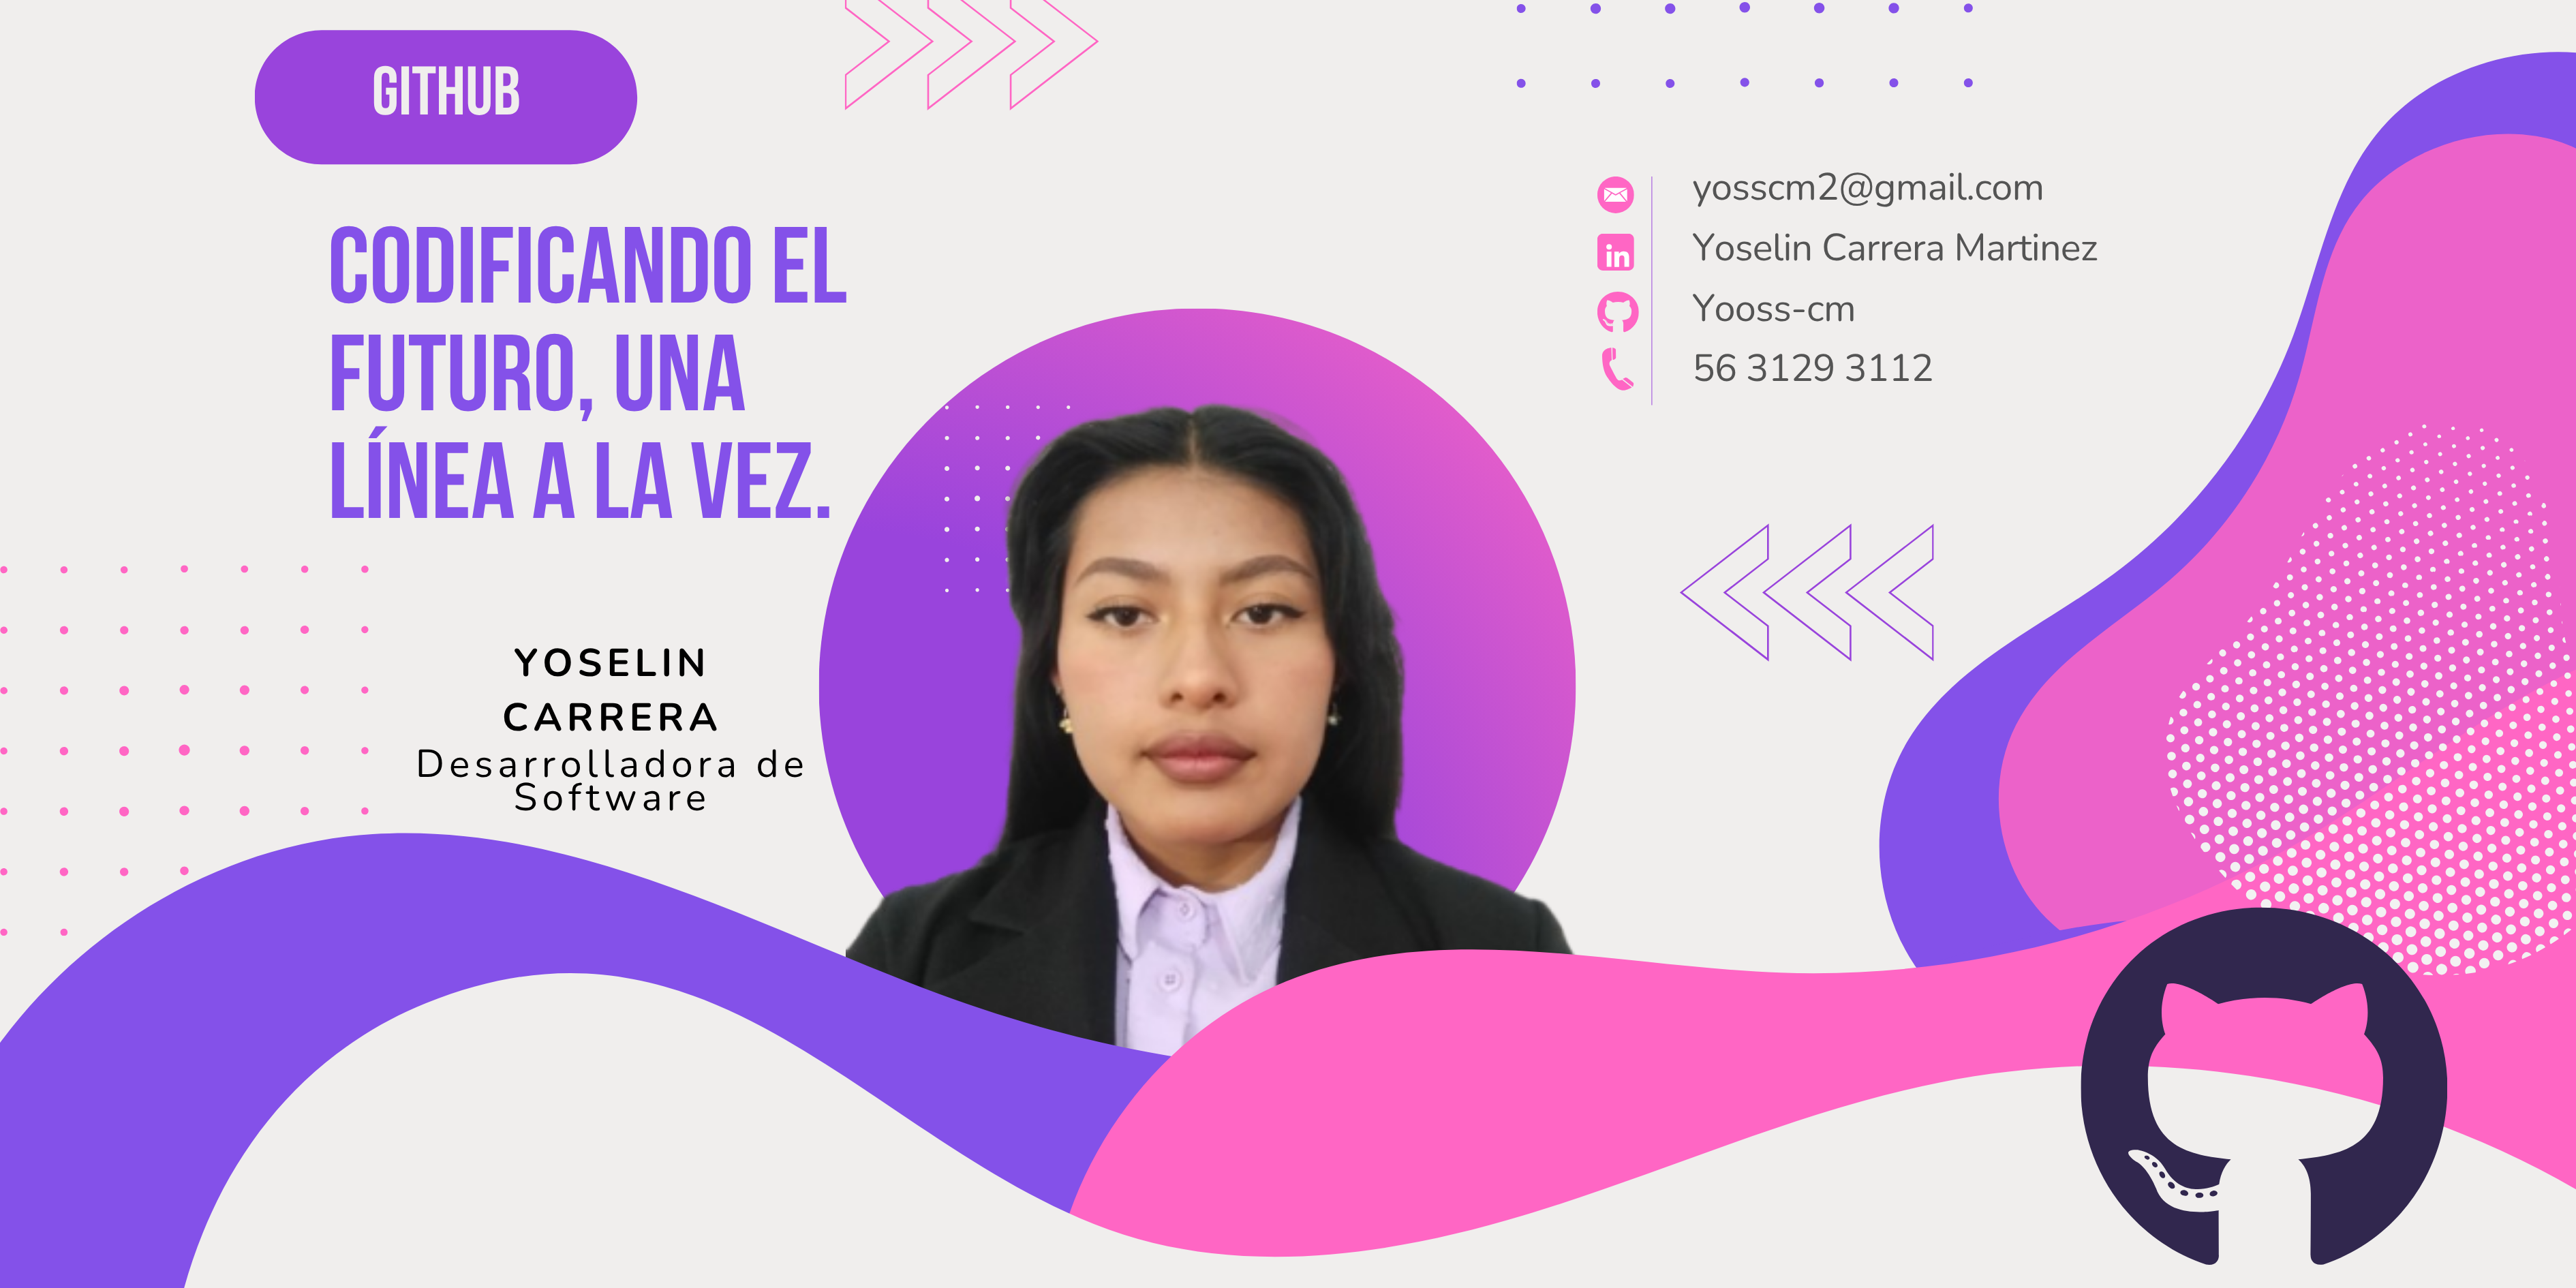 GITHUB
CODIFICANDO EL
FUTURO, UNA
LÍNEA A LA VEZ.
YOSELIN
CARRERA
Desarrolladora de
Software
yosscm2@gmail.com
in
Yoselin Carrera Martinez
Yooss-cm
56 3129 3112